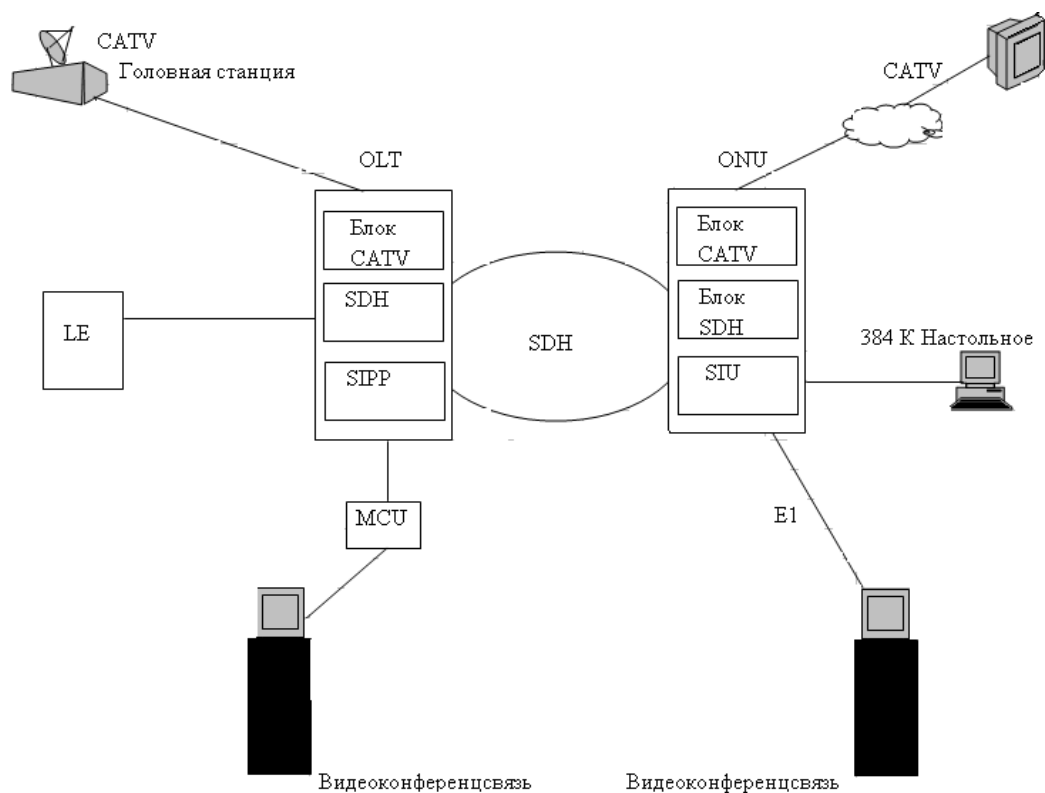 CATV
Головная станция
CATV
OLT
ONU
Блок
CATV
SDH
SIPP
Блок
CATV
Блок
SDH
SIU
LE
SDH
384 К Настольное
MCU
E1
Видеоконференцсвязь
Видеоконференцсвязь